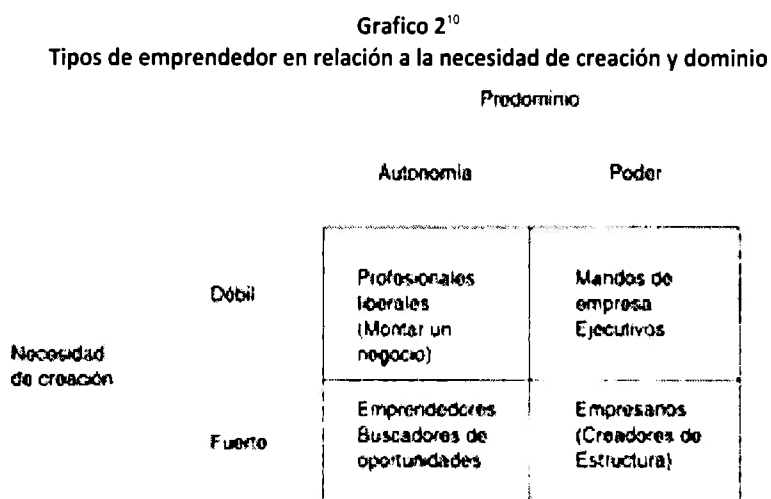 Grafico 2¹⁰
Tipos de emprendedor en relación a la necesidad de creación y dominio
Predominio
Autonomía Poder
Débil
Profesionales
liberales
(Montar un
negocio)
Mandos de
empresa
Ejecutivos
Necesidad
de creación
Fuerte
Emprendedores
Buscadores de
oportunidades
Empresarios
(Creadores de
Estructura)